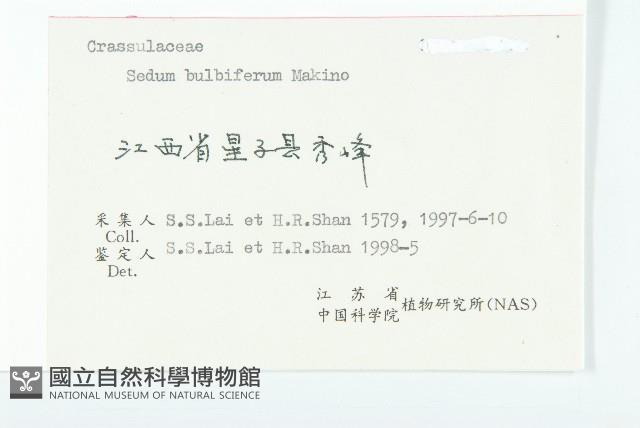 Crassulaceae
Sedum bulbiferum Makino
江西省星子县秀峰
采集人 S.S.Lai et H.R.Shan 1579, 1997-6-10
Coll.
鉴定人 S.S.Lai et H.R.Shan 1998-5
Det.
江苏省
中国科学院 植物研究所(NAS)
國立自然科學博物館
NATIONAL MUSEUM OF NATURAL SCIENCE